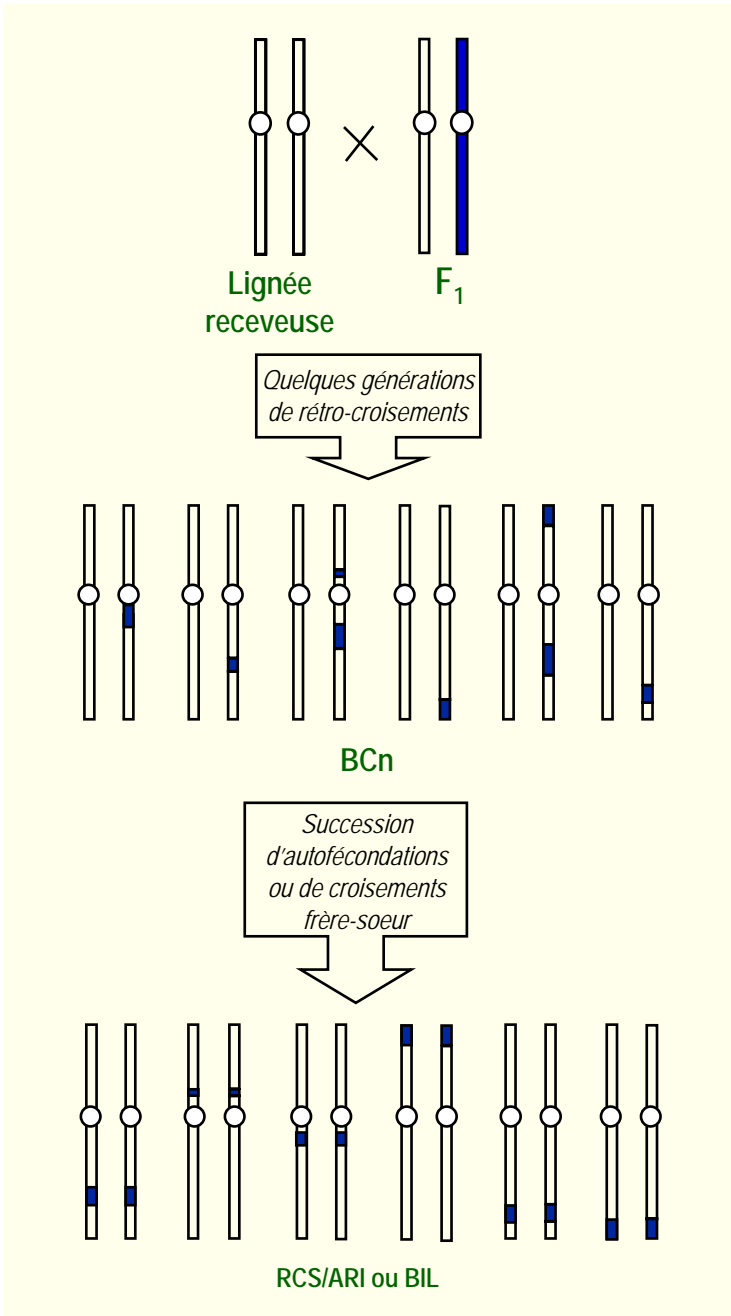 Lignée
receveuse
F₁
Quelques générations
de rétro-croisements
BCn
Succession
d'autofécondations
ou de croisements
frère-soeur
RCS/ARI ou BIL